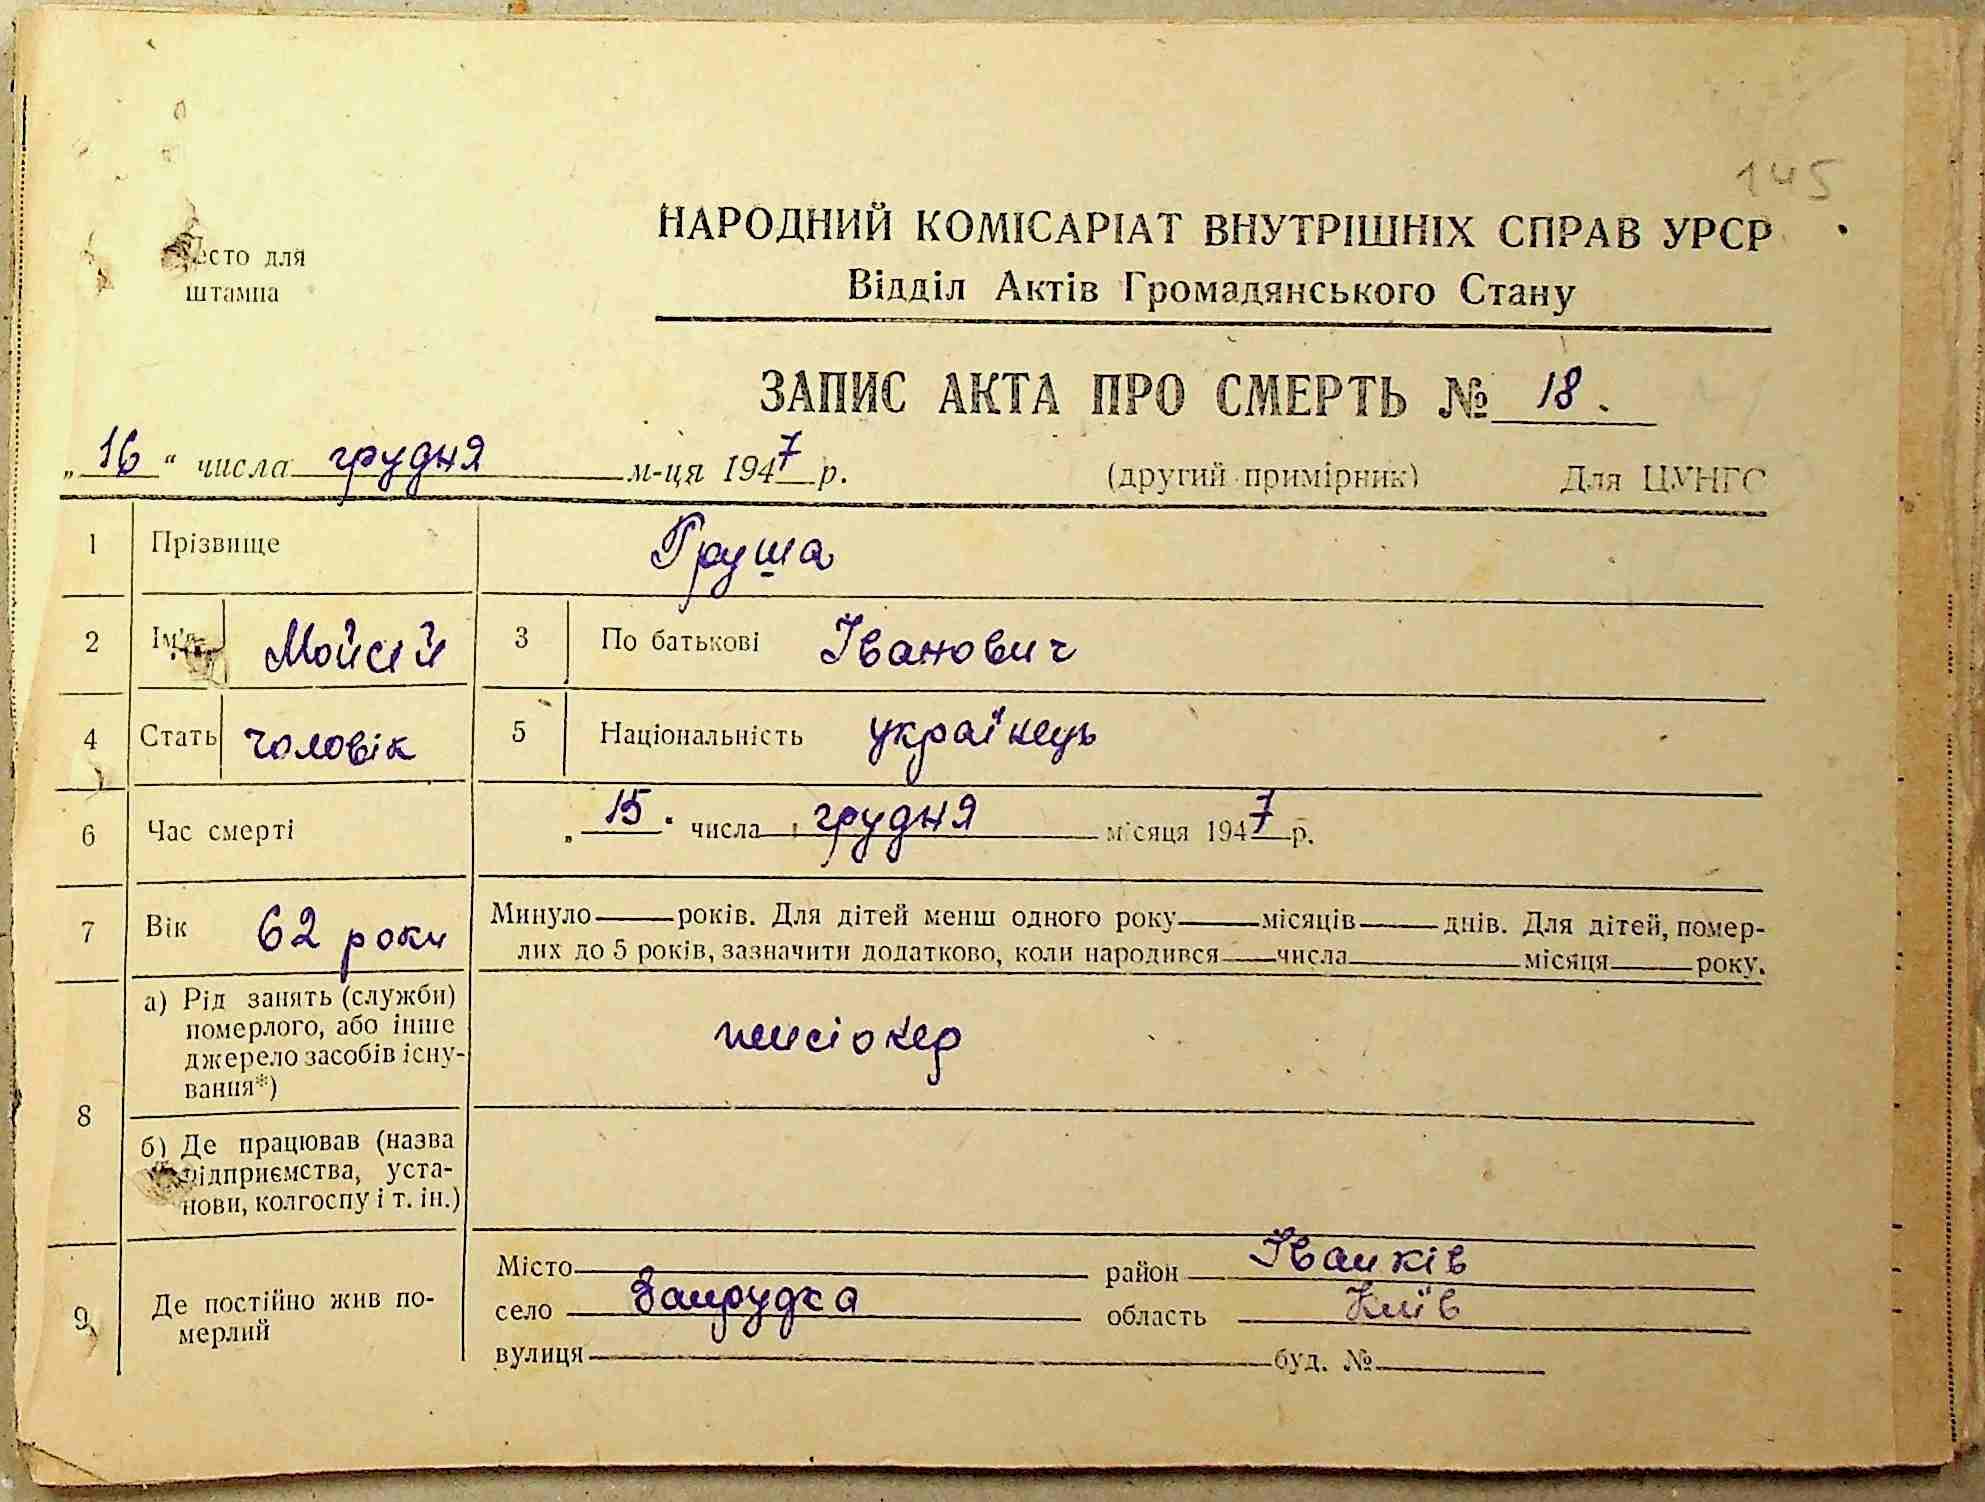 145
НАРОДНИЙ КОМІСАРІАТ ВНУТРІШНІХ СПРАВ УРСР
Відділ Актів Громадянського Стану
Место для
штампа
ЗАПИС АКТА ПРО СМЕРТЬ № 18.
„16“ числа грудня м-ця 1947 р. (другий примірник) Для ЦУНГС
1 Прізвище Груша
2 Ім'я Мойсій 3 По батькові Іванович
4 Стать чоловік 5 Національність українець
6 Час смерті „15“ числа грудня місяця 1947 р.
7 Вік 62 роки Минуло років. Для дітей менш одного року місяців днів. Для дітей, помер-
лих до 5 років, зазначити додатково, коли народився числа місяця року.
8 а) Рід занять (служби)
померлого, або інше
джерело засобів існу-
вання*)
пенсіонер
б) Де працював (назва
підприємства, уста-
нови, колгоспу і т. ін.)
9 Де постійно жив по-
мерлий
Місто район Іванків
село Запрудка область Київ
вулиця буд. №